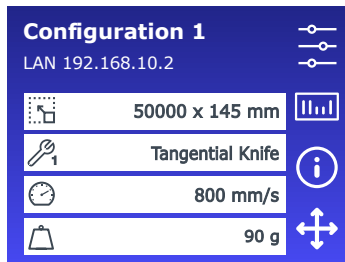 Configuration 1
LAN 192.168.10.2
50000 x 145 mm
1 Tangential Knife
800 mm/s
90 g